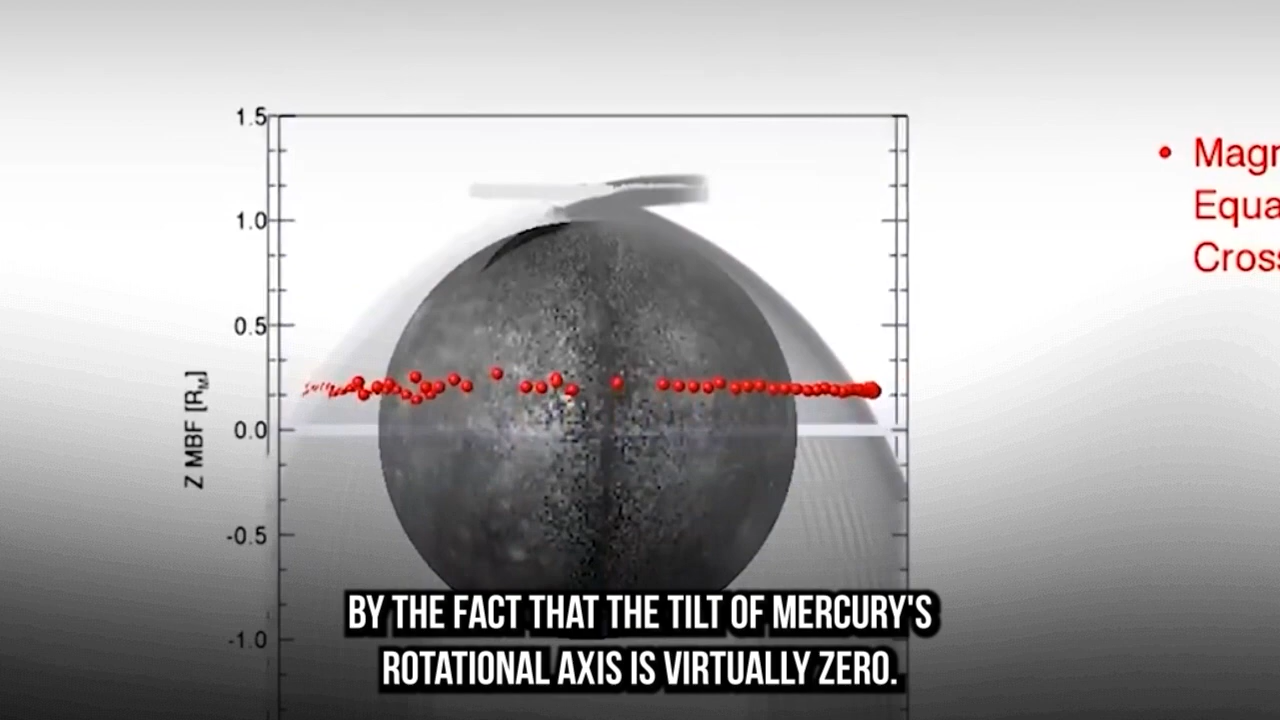 1.5
1.0
0.5
0.0
-0.5
-1.0
Z MBF [RM]
• Magn
Equa
Cross
BY THE FACT THAT THE TILT OF MERCURY'S
ROTATIONAL AXIS IS VIRTUALLY ZERO.